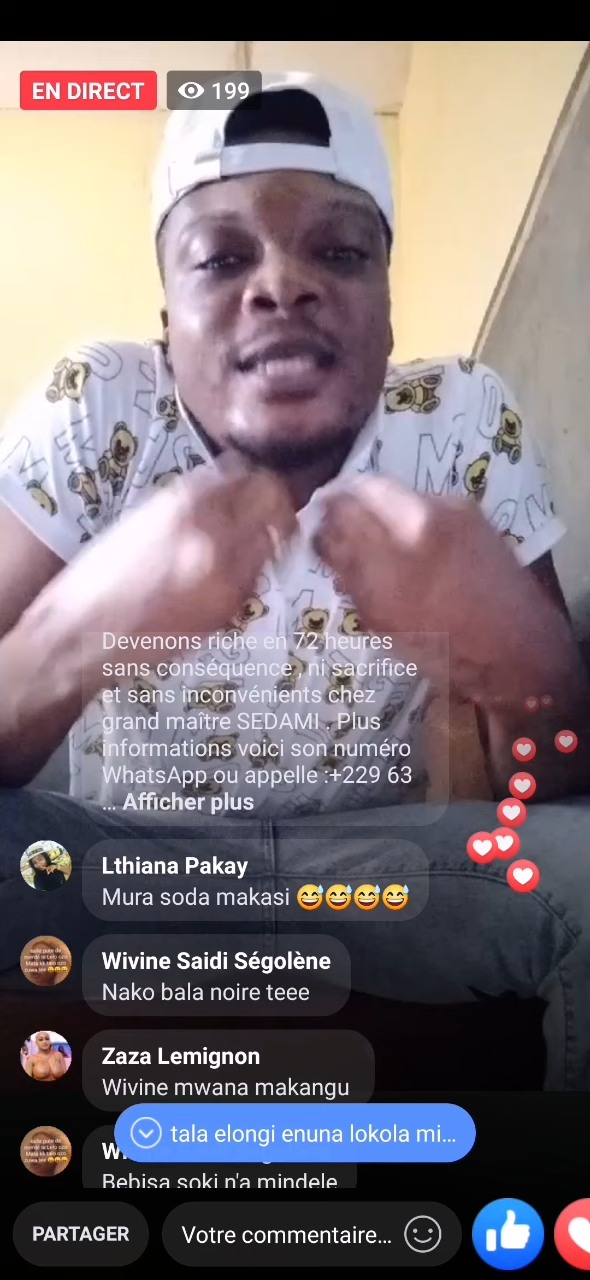 EN DIRECT
199
Devenons riche en 72 heures
sans conséquence , ni sacrifice
et sans inconvénients chez
grand maître SEDAMI . Plus
informations voici son numéro
WhatsApp ou appelle :+229 63
... Afficher plus
Lthiana Pakay
Mura soda makasi 😅😅😅😅
Wivine Saidi Ségolène
Nako bala noire teee
Zaza Lemignon
Wivine mwana makangu
tala elongi enuna lokola mi...
Bebisa soki n'a mindele
PARTAGER
Votre commentaire...